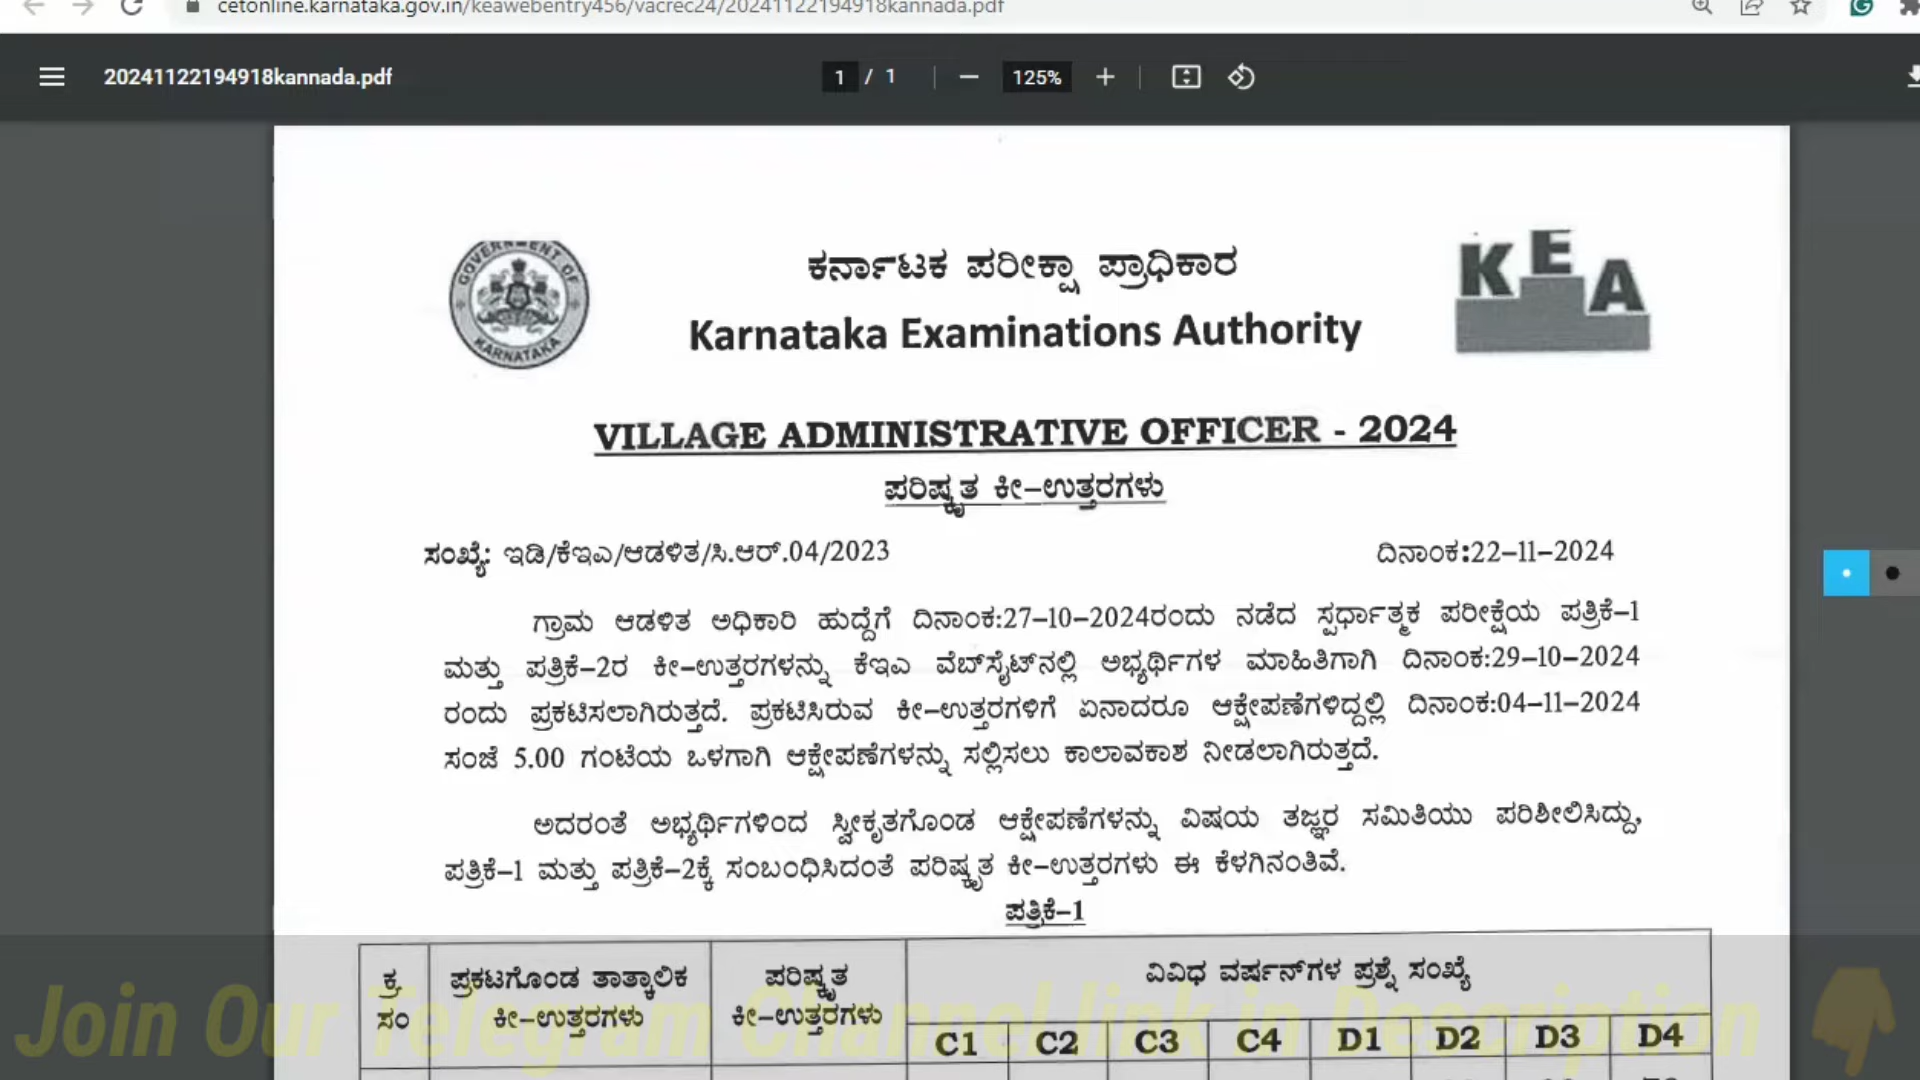 cetonline.karnataka.gov.in/keawebentry456/vacrec24/20241122194918kannada.pdf
20241122194918kannada.pdf
1 / 1
125%
GOVERNMENT OF KARNATAKA
ಕರ್ನಾಟಕ ಪರೀಕ್ಷಾ ಪ್ರಾಧಿಕಾರ
KEA
Karnataka Examinations Authority
VILLAGE ADMINISTRATIVE OFFICER - 2024
ಪರಿಷ್ಕೃತ ಕೀ-ಉತ್ತರಗಳು
ಸಂಖ್ಯೆ: ಇಡಿ/ಕೆಇಎ/ಆಡಳಿತ/ಸಿ.ಆರ್.04/2023 ದಿನಾಂಕ:22-11-2024
ಗ್ರಾಮ ಆಡಳಿತ ಅಧಿಕಾರಿ ಹುದ್ದೆಗೆ ದಿನಾಂಕ:27-10-2024ರಂದು ನಡೆದ ಸ್ಪರ್ಧಾತ್ಮಕ ಪರೀಕ್ಷೆಯ ಪತ್ರಿಕೆ-1
ಮತ್ತು ಪತ್ರಿಕೆ-2ರ ಕೀ-ಉತ್ತರಗಳನ್ನು ಕೆಇಎ ವೆಬ್‌ಸೈಟ್‌ನಲ್ಲಿ ಅಭ್ಯರ್ಥಿಗಳ ಮಾಹಿತಿಗಾಗಿ ದಿನಾಂಕ:29-10-2024
ರಂದು ಪ್ರಕಟಿಸಲಾಗಿರುತ್ತದೆ. ಪ್ರಕಟಿಸಿರುವ ಕೀ-ಉತ್ತರಗಳಿಗೆ ಏನಾದರೂ ಆಕ್ಷೇಪಣೆಗಳಿದ್ದಲ್ಲಿ ದಿನಾಂಕ:04-11-2024
ಸಂಜೆ 5.00 ಗಂಟೆಯ ಒಳಗಾಗಿ ಆಕ್ಷೇಪಣೆಗಳನ್ನು ಸಲ್ಲಿಸಲು ಕಾಲಾವಕಾಶ ನೀಡಲಾಗಿರುತ್ತದೆ.
ಅದರಂತೆ ಅಭ್ಯರ್ಥಿಗಳಿಂದ ಸ್ವೀಕೃತಗೊಂಡ ಆಕ್ಷೇಪಣೆಗಳನ್ನು ವಿಷಯ ತಜ್ಞರ ಸಮಿತಿಯು ಪರಿಶೀಲಿಸಿದ್ದು,
ಪತ್ರಿಕೆ-1 ಮತ್ತು ಪತ್ರಿಕೆ-2ಕ್ಕೆ ಸಂಬಂಧಿಸಿದಂತೆ ಪರಿಷ್ಕೃತ ಕೀ-ಉತ್ತರಗಳು ಈ ಕೆಳಗಿನಂತಿವೆ.
ಪತ್ರಿಕೆ-1
ಕ್ರ ಪ್ರಕಟಗೊಂಡ ತಾತ್ಕಾಲಿಕ ಪರಿಷ್ಕೃತ ವಿವಿಧ ವರ್ಷನ್‌ಗಳ ಪ್ರಶ್ನೆ ಸಂಖ್ಯೆ
ಸಂ ಕೀ-ಉತ್ತರಗಳು ಕೀ-ಉತ್ತರಗಳು
C1 C2 C3 C4 D1 D2 D3 D4
Join Our Telegram Channel link in Description